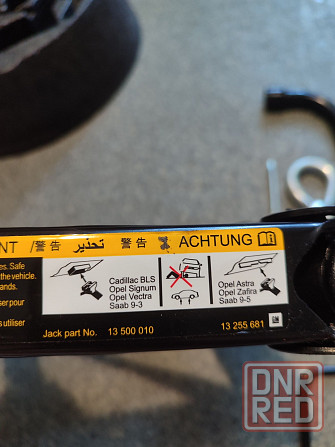 NT /警告 تحذير 警告 ACHTUNG
es. Safe
the vehicle.
ands.
riser pour
s utiliser
Cadillac BLS
Opel Signum
Opel Vectra
Saab 9-3
Opel Astra
Opel Zafira
Saab 9-5
Jack part No. 13 500 010 13 255 681
GM
DNR
RED